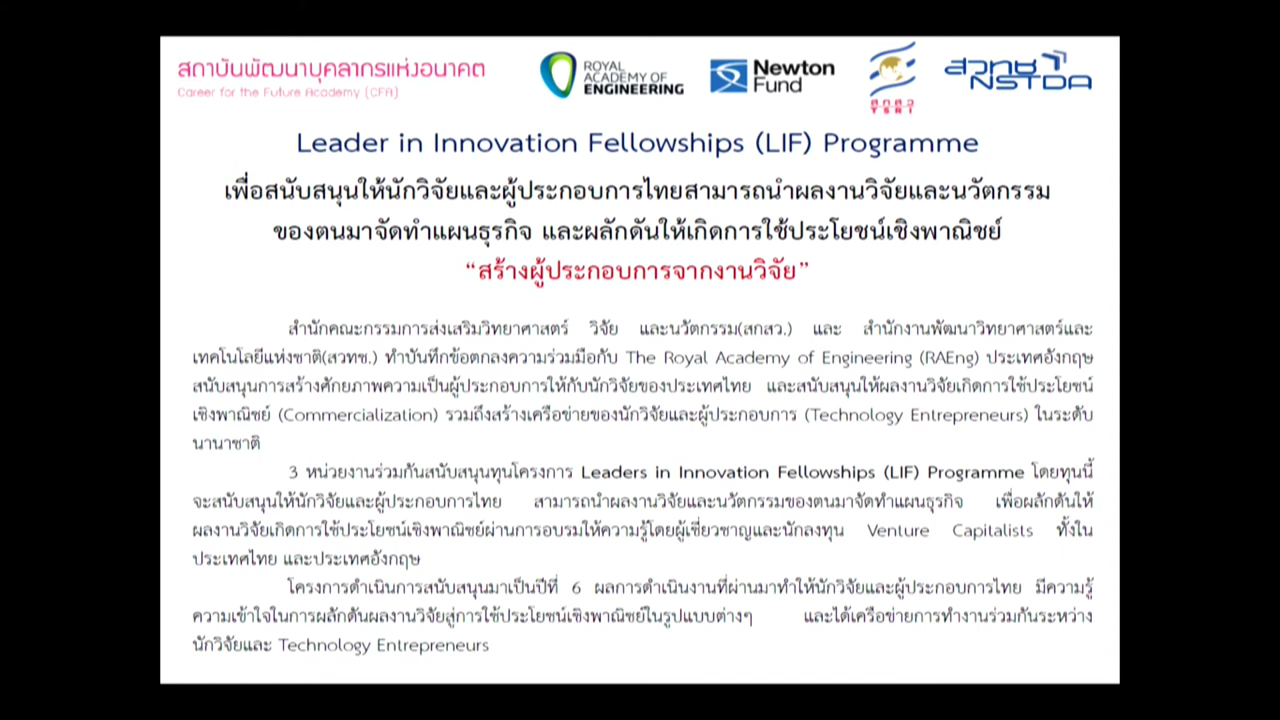 สถาบันพัฒนาบุคลากรแห่งอนาคต
Career for the Future Academy (CFA)
ROYAL
ACADEMY OF
ENGINEERING
Newton
Fund
สกสว
TSRI
สวทช
NSTDA
Leader in Innovation Fellowships (LIF) Programme
เพื่อสนับสนุนให้นักวิจัยและผู้ประกอบการไทยสามารถนำผลงานวิจัยและนวัตกรรม
ของตนมาจัดทำแผนธุรกิจ และผลักดันให้เกิดการใช้ประโยชน์เชิงพาณิชย์
“สร้างผู้ประกอบการจากงานวิจัย”
สำนักคณะกรรมการส่งเสริมวิทยาศาสตร์ วิจัย และนวัตกรรม(สกสว.) และ สำนักงานพัฒนาวิทยาศาสตร์และ
เทคโนโลยีแห่งชาติ(สวทช.) ทำบันทึกข้อตกลงความร่วมมือกับ The Royal Academy of Engineering (RAEng) ประเทศอังกฤษ
สนับสนุนการสร้างศักยภาพความเป็นผู้ประกอบการให้กับนักวิจัยของประเทศไทย และสนับสนุนให้ผลงานวิจัยเกิดการใช้ประโยชน์
เชิงพาณิชย์ (Commercialization) รวมถึงสร้างเครือข่ายของนักวิจัยและผู้ประกอบการ (Technology Entrepreneurs) ในระดับ
นานาชาติ
3 หน่วยงานร่วมกันสนับสนุนทุนโครงการ Leaders in Innovation Fellowships (LIF) Programme โดยทุนนี้
จะสนับสนุนให้นักวิจัยและผู้ประกอบการไทย สามารถนำผลงานวิจัยและนวัตกรรมของตนมาจัดทำแผนธุรกิจ เพื่อผลักดันให้
ผลงานวิจัยเกิดการใช้ประโยชน์เชิงพาณิชย์ผ่านการอบรมให้ความรู้โดยผู้เชี่ยวชาญและนักลงทุน Venture Capitalists ทั้งใน
ประเทศไทย และประเทศอังกฤษ
โครงการดำเนินการสนับสนุนมาเป็นปีที่ 6 ผลการดำเนินงานที่ผ่านมาทำให้นักวิจัยและผู้ประกอบการไทย มีความรู้
ความเข้าใจในการผลักดันผลงานวิจัยสู่การใช้ประโยชน์เชิงพาณิชย์ในรูปแบบต่างๆ และได้เครือข่ายการทำงานร่วมกันระหว่าง
นักวิจัยและ Technology Entrepreneurs